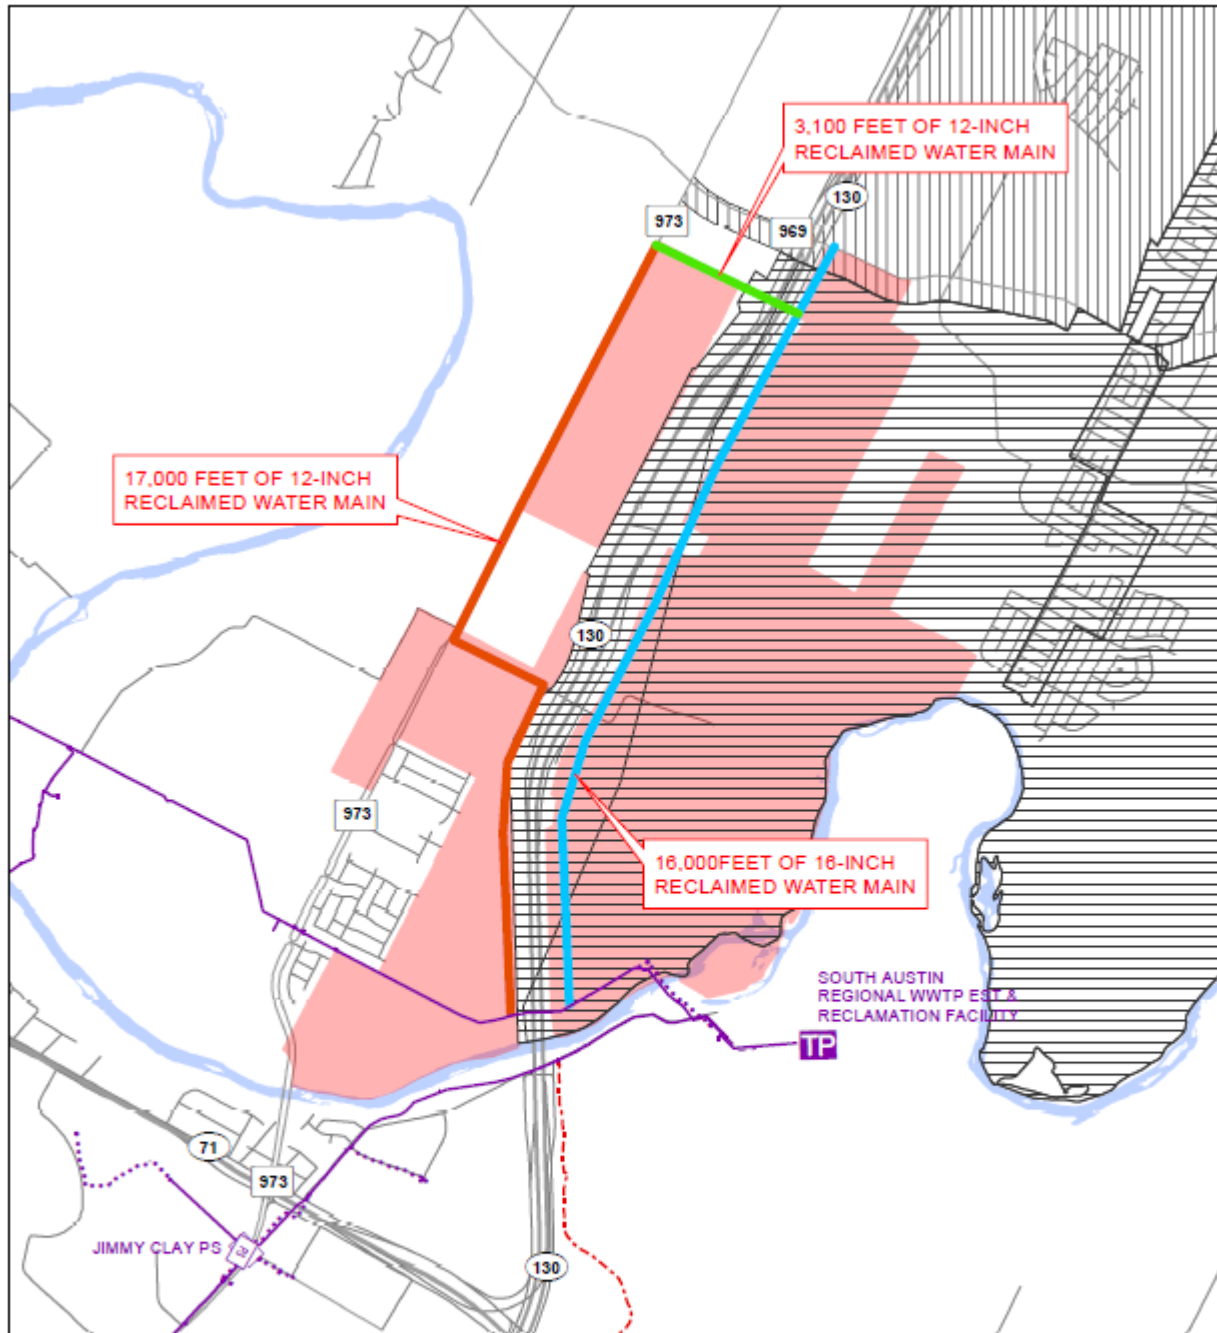 3,100 FEET OF 12-INCH
RECLAIMED WATER MAIN
130
973
969
17,000 FEET OF 12-INCH
RECLAIMED WATER MAIN
130
973
16,000FEET OF 16-INCH
RECLAIMED WATER MAIN
SOUTH AUSTIN
REGIONAL WWTP EST &
RECLAMATION FACILITY
TP
71
973
JIMMY CLAY PS
130